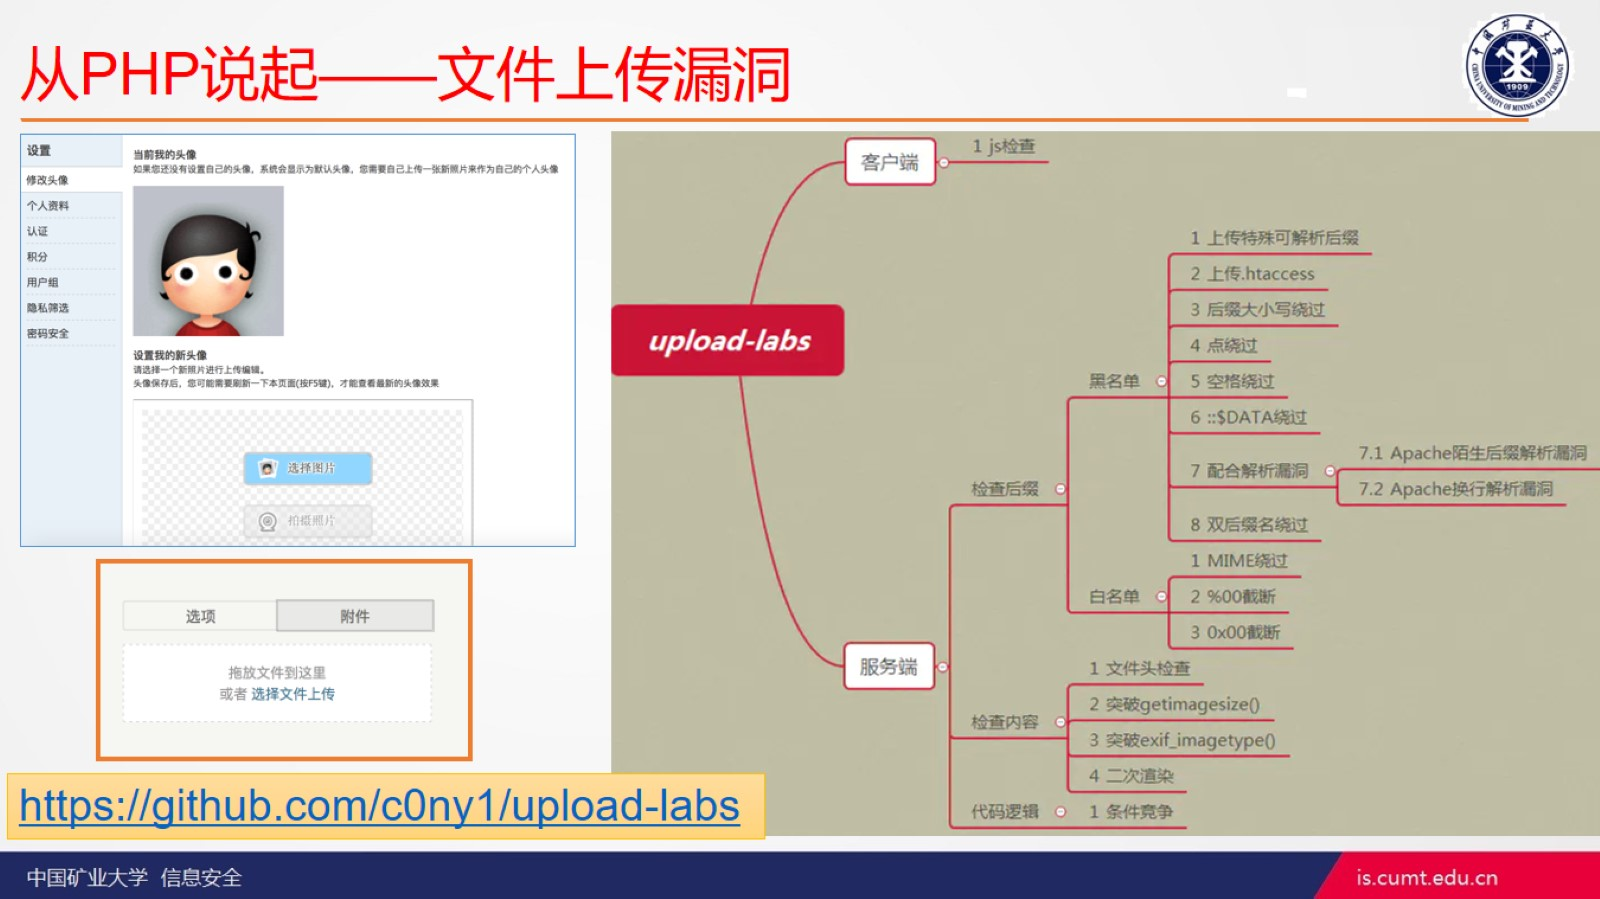 从PHP说起——文件上传漏洞
中国矿业大学
CHINA UNIVERSITY OF MINING AND TECHNOLOGY
1909
设置
修改头像
个人资料
认证
积分
用户组
隐私筛选
密码安全
当前我的头像
如果您还没有设置自己的头像，系统会显示为默认头像，您需要自己上传一张新照片来作为自己的个人头像
设置我的新头像
请选择一个新照片进行上传编辑。
头像保存后，您可能需要刷新一下本页面(按F5键)，才能查看最新的头像效果
选择图片
拍摄照片
选项
附件
拖放文件到这里
或者 选择文件上传
https://github.com/c0ny1/upload-labs
upload-labs
客户端
1 js检查
服务端
检查后缀
黑名单
1 上传特殊可解析后缀
2 上传.htaccess
3 后缀大小写绕过
4 点绕过
5 空格绕过
6 ::$DATA绕过
7 配合解析漏洞
7.1 Apache陌生后缀解析漏洞
7.2 Apache换行解析漏洞
8 双后缀名绕过
白名单
1 MIME绕过
2 %00截断
3 0x00截断
检查内容
1 文件头检查
2 突破getimagesize()
3 突破exif_imagetype()
4 二次渲染
代码逻辑
1 条件竞争
中国矿业大学 信息安全
is.cumt.edu.cn